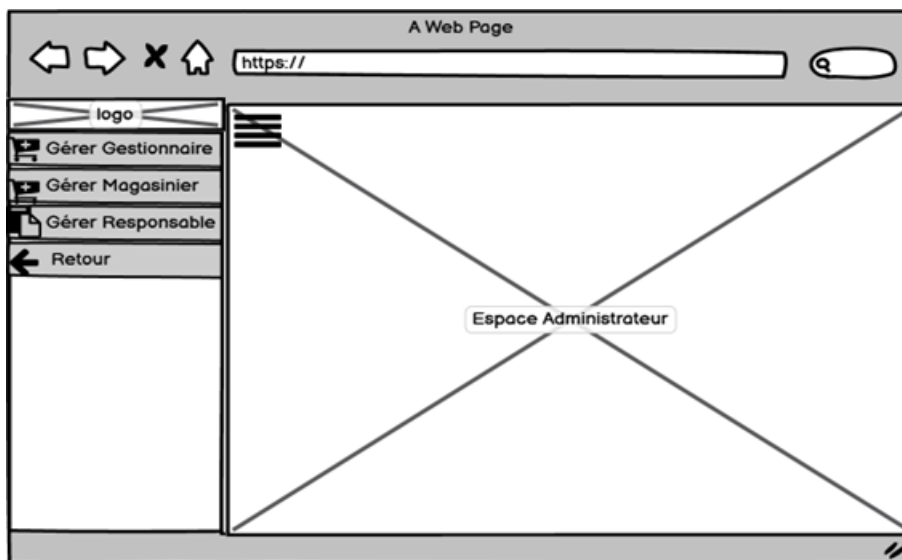 A Web Page
https://
logo
Gérer Gestionnaire
Gérer Magasinier
Gérer Responsable
Retour
Espace Administrateur